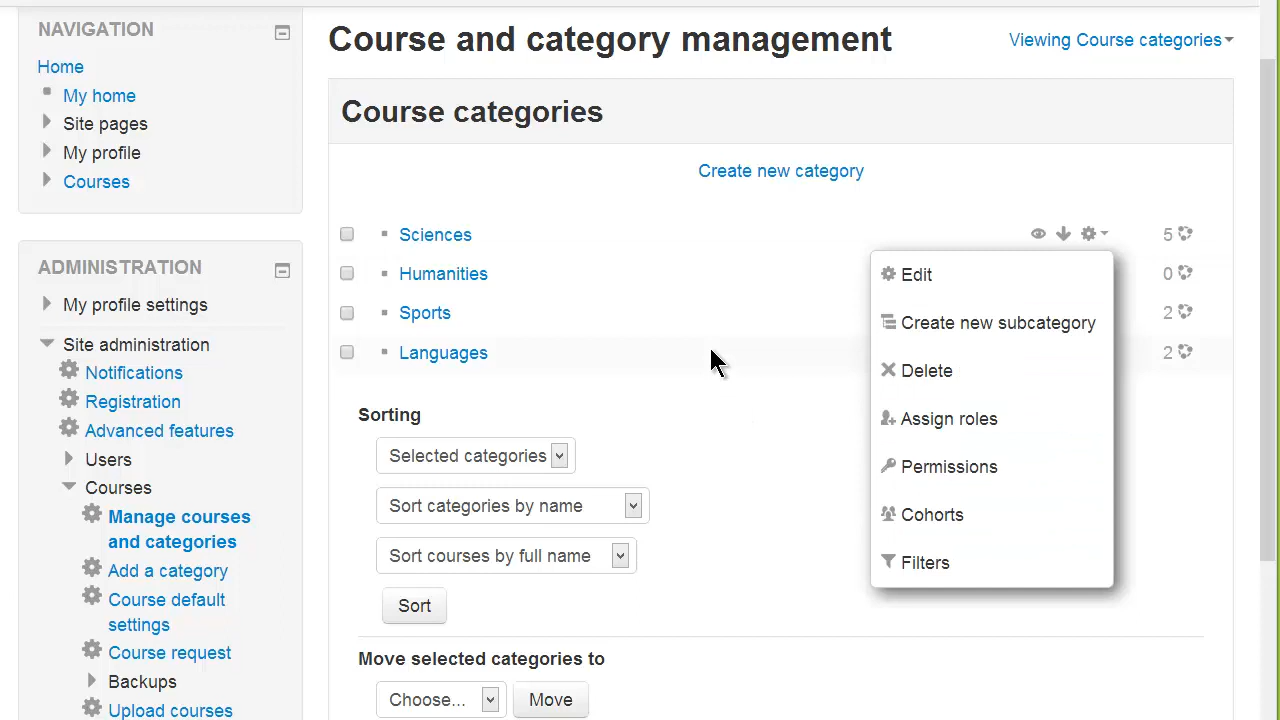 NAVIGATION
Home
My home
Site pages
My profile
Courses
ADMINISTRATION
My profile settings
Site administration
Notifications
Registration
Advanced features
Users
Courses
Manage courses
and categories
Add a category
Course default
settings
Course request
Backups
Upload courses
Course and category management
Viewing Course categories
Course categories
Create new category
Sciences
5
Humanities
0
Sports
2
Languages
2
Edit
Create new subcategory
Delete
Assign roles
Permissions
Cohorts
Filters
Sorting
Selected categories
Sort categories by name
Sort courses by full name
Sort
Move selected categories to
Choose...
Move